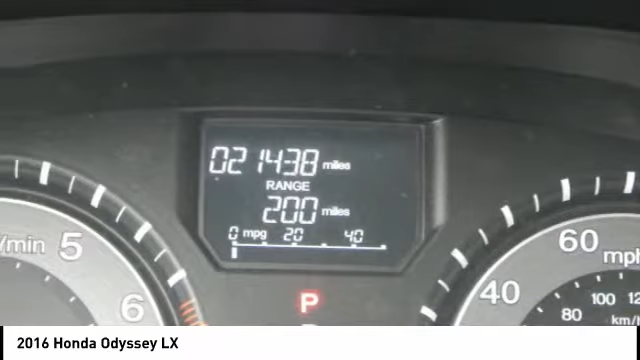 021438 miles
RANGE
200 miles
0 mpg 20 40
/min 5
6
P
60 mph
40
80 100
km/h
2016 Honda Odyssey LX